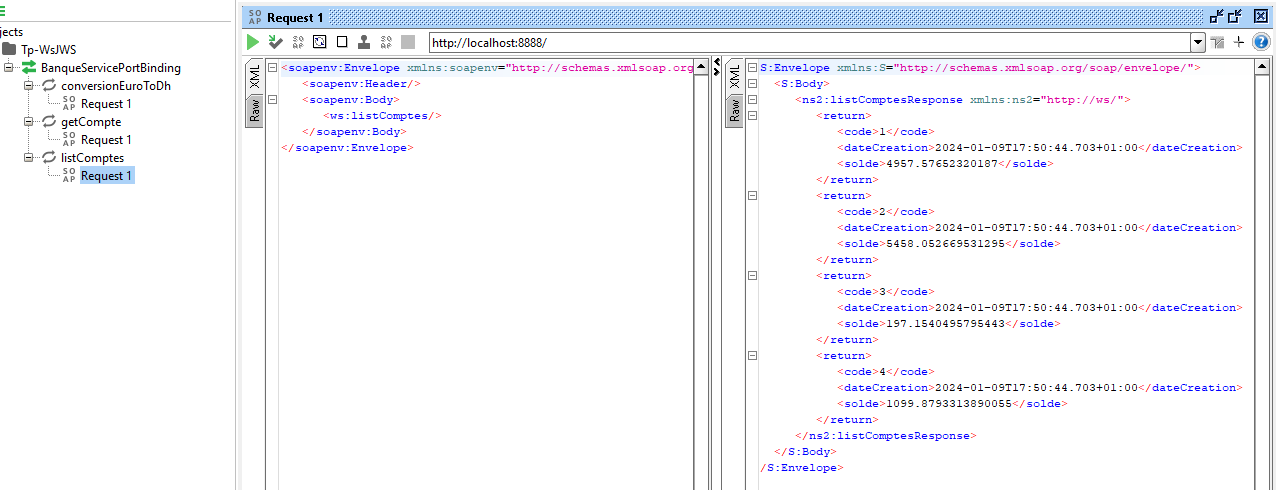 jects
Tp-WsJWS
BanqueServicePortBinding
conversionEuroToDh
SOAP Request 1
getCompte
SOAP Request 1
listComptes
SOAP Request 1
SOAP Request 1
http://localhost:8888/
XML
Raw
<soapenv:Envelope xmlns:soapenv="http://schemas.xmlsoap.org
<soapenv:Header/>
<soapenv:Body>
<ws:listComptes/>
</soapenv:Body>
</soapenv:Envelope>
XML
Raw
S:Envelope xmlns:S="http://schemas.xmlsoap.org/soap/envelope/">
<S:Body>
<ns2:listComptesResponse xmlns:ns2="http://ws/">
<return>
<code>1</code>
<dateCreation>2024-01-09T17:50:44.703+01:00</dateCreation>
<solde>4957.57652320187</solde>
</return>
<return>
<code>2</code>
<dateCreation>2024-01-09T17:50:44.703+01:00</dateCreation>
<solde>5458.052669531295</solde>
</return>
<return>
<code>3</code>
<dateCreation>2024-01-09T17:50:44.703+01:00</dateCreation>
<solde>197.1540495795443</solde>
</return>
<return>
<code>4</code>
<dateCreation>2024-01-09T17:50:44.703+01:00</dateCreation>
<solde>1099.8793313890055</solde>
</return>
</ns2:listComptesResponse>
</S:Body>
/S:Envelope>